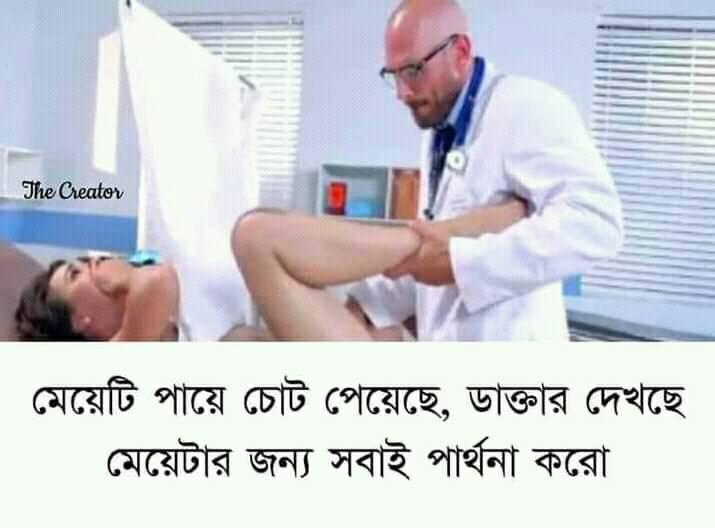 The Creator
মেয়েটি পায়ে চোট পেয়েছে, ডাক্তার দেখছে
মেয়েটার জন্য সবাই পার্থনা করো